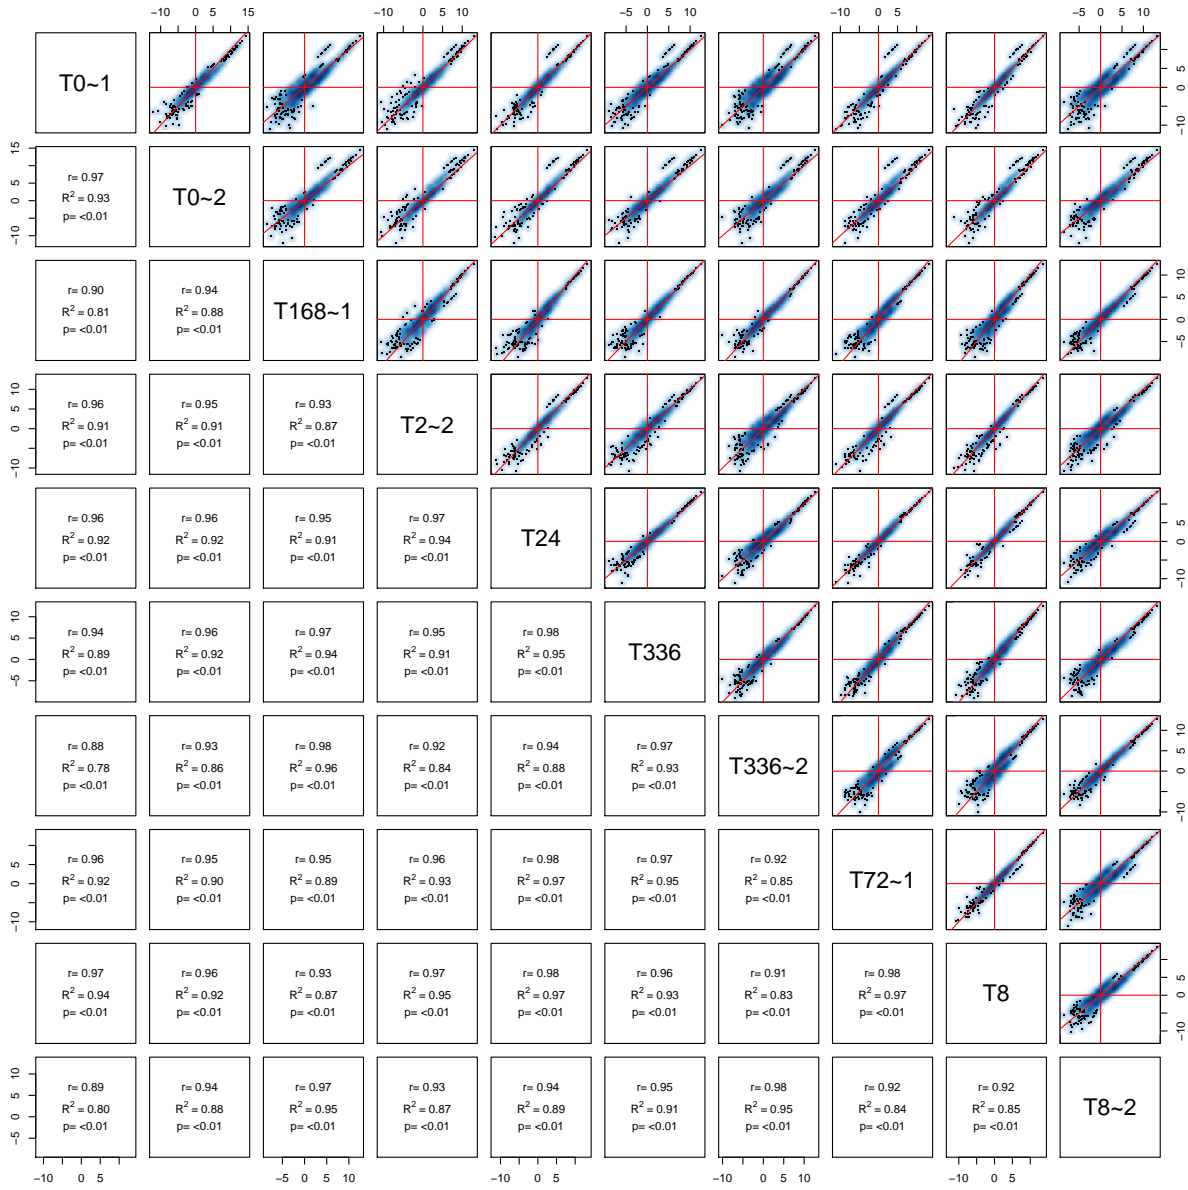 −10 0 5 15 −10 0 5 10 −5 0 5 10 −10 0 5 −10 0 5 10
T0~1
5
0
−10
15
5
0
−10
r= 0.97
R² = 0.93
p= <0.01
T0~2
r= 0.90 r= 0.94
R² = 0.81 R² = 0.88
p= <0.01 p= <0.01
T168~1
10
5
0
−5
10
5
0
−10
r= 0.96 r= 0.95 r= 0.93
R² = 0.91 R² = 0.91 R² = 0.87
p= <0.01 p= <0.01 p= <0.01
T2~2
r= 0.96 r= 0.96 r= 0.95 r= 0.97
R² = 0.92 R² = 0.92 R² = 0.91 R² = 0.94
p= <0.01 p= <0.01 p= <0.01 p= <0.01
T24
5
0
−10
10
5
0
−5
r= 0.94 r= 0.96 r= 0.97 r= 0.95 r= 0.98
R² = 0.89 R² = 0.92 R² = 0.94 R² = 0.91 R² = 0.95
p= <0.01 p= <0.01 p= <0.01 p= <0.01 p= <0.01
T336
r= 0.88 r= 0.93 r= 0.98 r= 0.92 r= 0.94 r= 0.97
R² = 0.78 R² = 0.86 R² = 0.96 R² = 0.84 R² = 0.88 R² = 0.93
p= <0.01 p= <0.01 p= <0.01 p= <0.01 p= <0.01 p= <0.01
T336~2
10
5
0
−10
5
0
−10
r= 0.96 r= 0.95 r= 0.95 r= 0.96 r= 0.98 r= 0.97 r= 0.92
R² = 0.92 R² = 0.90 R² = 0.89 R² = 0.93 R² = 0.97 R² = 0.95 R² = 0.85
p= <0.01 p= <0.01 p= <0.01 p= <0.01 p= <0.01 p= <0.01 p= <0.01
T72~1
r= 0.97 r= 0.96 r= 0.93 r= 0.97 r= 0.98 r= 0.96 r= 0.91 r= 0.98
R² = 0.94 R² = 0.92 R² = 0.87 R² = 0.95 R² = 0.97 R² = 0.93 R² = 0.83 R² = 0.97
p= <0.01 p= <0.01 p= <0.01 p= <0.01 p= <0.01 p= <0.01 p= <0.01 p= <0.01
T8
5
0
−10
10
5
0
−5
r= 0.89 r= 0.94 r= 0.97 r= 0.93 r= 0.94 r= 0.95 r= 0.98 r= 0.92 r= 0.92
R² = 0.80 R² = 0.88 R² = 0.95 R² = 0.87 R² = 0.89 R² = 0.91 R² = 0.95 R² = 0.84 R² = 0.85
p= <0.01 p= <0.01 p= <0.01 p= <0.01 p= <0.01 p= <0.01 p= <0.01 p= <0.01 p= <0.01
T8~2
−10 0 5 −5 0 5 10 −10 0 5 −10 0 5 10 −10 0 5